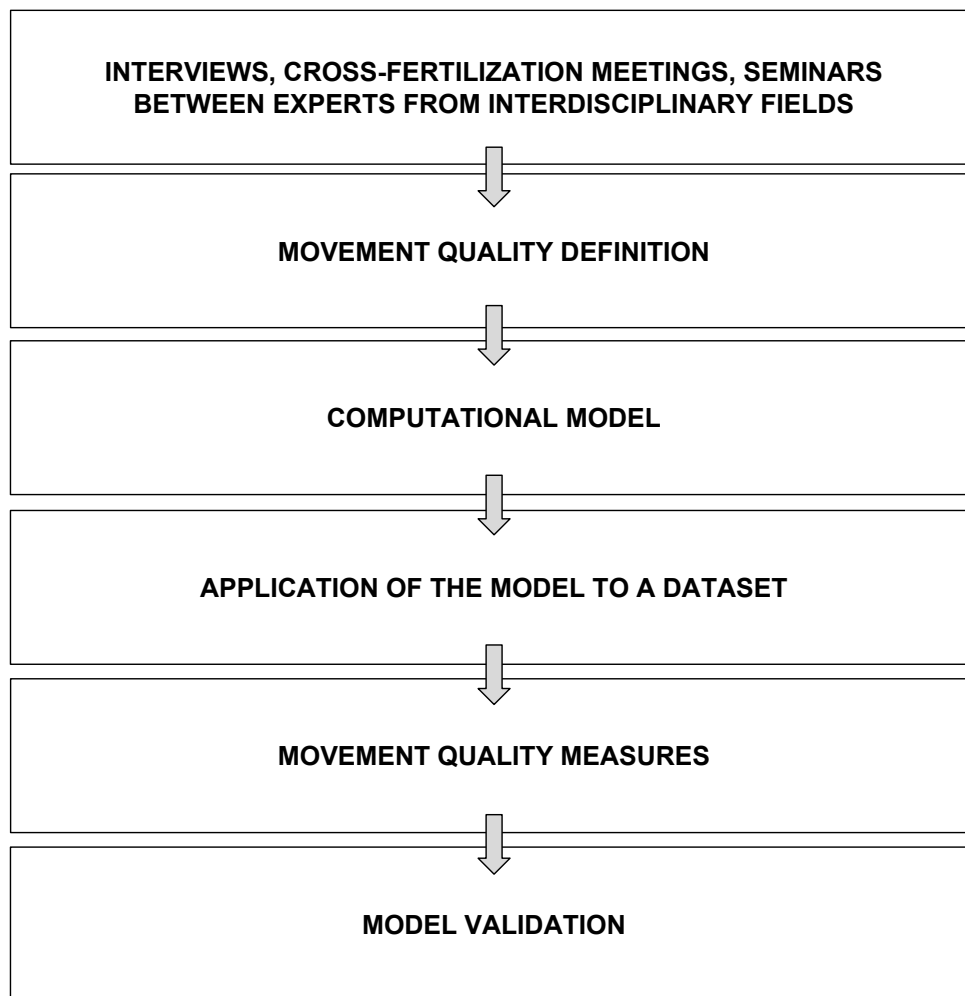 INTERVIEWS, CROSS-FERTILIZATION MEETINGS, SEMINARS
BETWEEN EXPERTS FROM INTERDISCIPLINARY FIELDS
MOVEMENT QUALITY DEFINITION
COMPUTATIONAL MODEL
APPLICATION OF THE MODEL TO A DATASET
MOVEMENT QUALITY MEASURES
MODEL VALIDATION